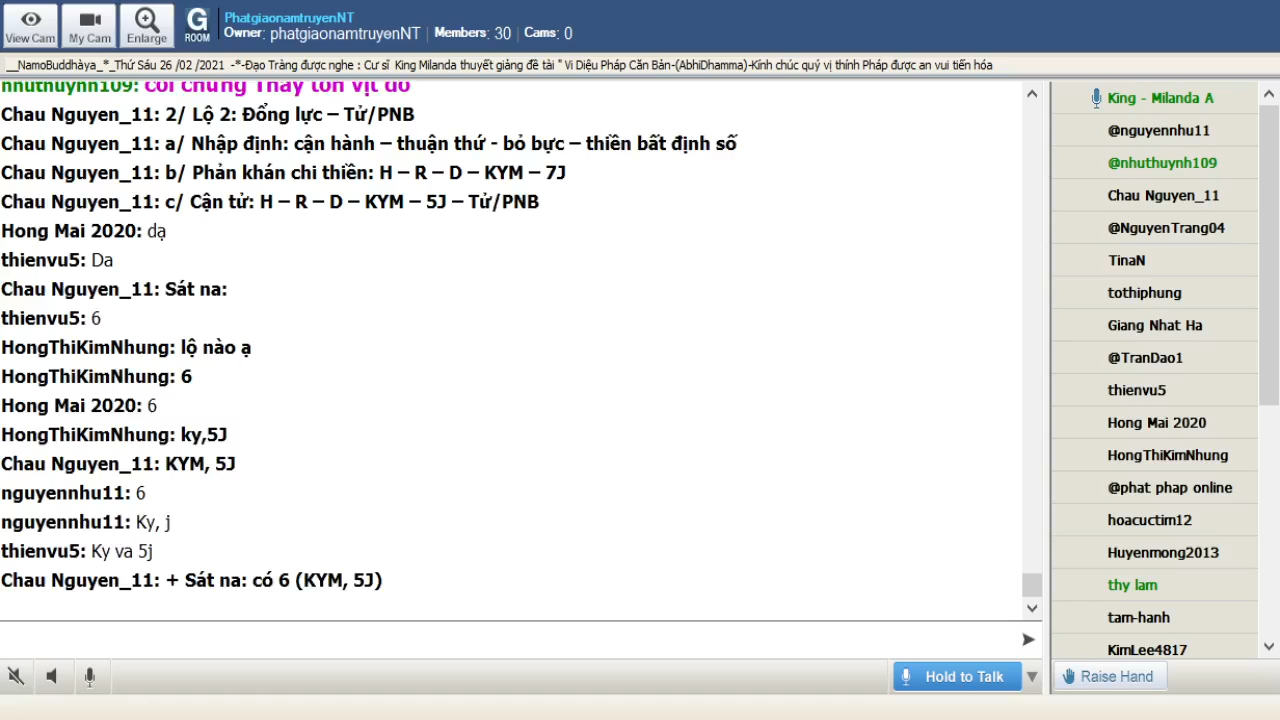 PhatgiaonamtruyenNT
Owner: phatgiaonamtruyenNT | Members: 30 | Cams: 0
View Cam
My Cam
Enlarge
G
ROOM
__NamoBuddhàya_*_Thứ Sáu 26 /02 /2021 -*-Đạo Tràng được nghe : Cư sĩ King Milanda thuyết giảng đề tài " Vi Diệu Pháp Căn Bản-(AbhiDhamma)-Kính chúc quý vị thính Pháp được an vui tiến hóa
nhuthuynh109: coi chừng Thầy tốn vịt đó
Chau Nguyen_11: 2/ Lộ 2: Đổng lực – Tử/PNB
Chau Nguyen_11: a/ Nhập định: cận hành – thuận thứ - bỏ bực – thiền bất định số
Chau Nguyen_11: b/ Phản khán chi thiền: H – R – D – KYM – 7J
Chau Nguyen_11: c/ Cận tử: H – R – D – KYM – 5J – Tử/PNB
Hong Mai 2020: dạ
thienvu5: Da
Chau Nguyen_11: Sát na:
thienvu5: 6
HongThiKimNhung: lộ nào ạ
HongThiKimNhung: 6
Hong Mai 2020: 6
HongThiKimNhung: ky,5J
Chau Nguyen_11: KYM, 5J
nguyennhu11: 6
nguyennhu11: Ky, j
thienvu5: Ky va 5j
Chau Nguyen_11: + Sát na: có 6 (KYM, 5J)
King - Milanda A
@nguyennhu11
@nhuthuynh109
Chau Nguyen_11
@NguyenTrang04
TinaN
tothiphung
Giang Nhat Ha
@TranDao1
thienvu5
Hong Mai 2020
HongThiKimNhung
@phat phap online
hoacuctim12
Huyenmong2013
thy lam
tam-hanh
KimLee4817
Hold to Talk
Raise Hand